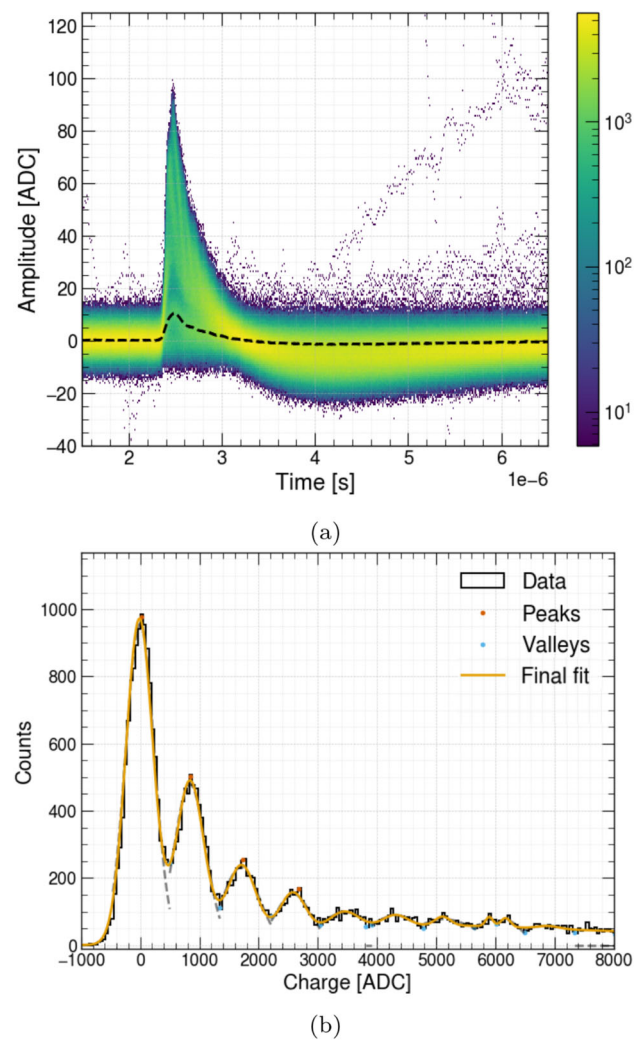 120
100
80
60
40
20
0
−20
−40
Amplitude [ADC]
2
3
4
5
6
Time [s]
1e-6
10³
10²
10¹
(a)
1000
800
600
400
200
0
Counts
Data
Peaks
Valleys
Final fit
−1000 0 1000 2000 3000 4000 5000 6000 7000 8000
Charge [ADC]
(b)